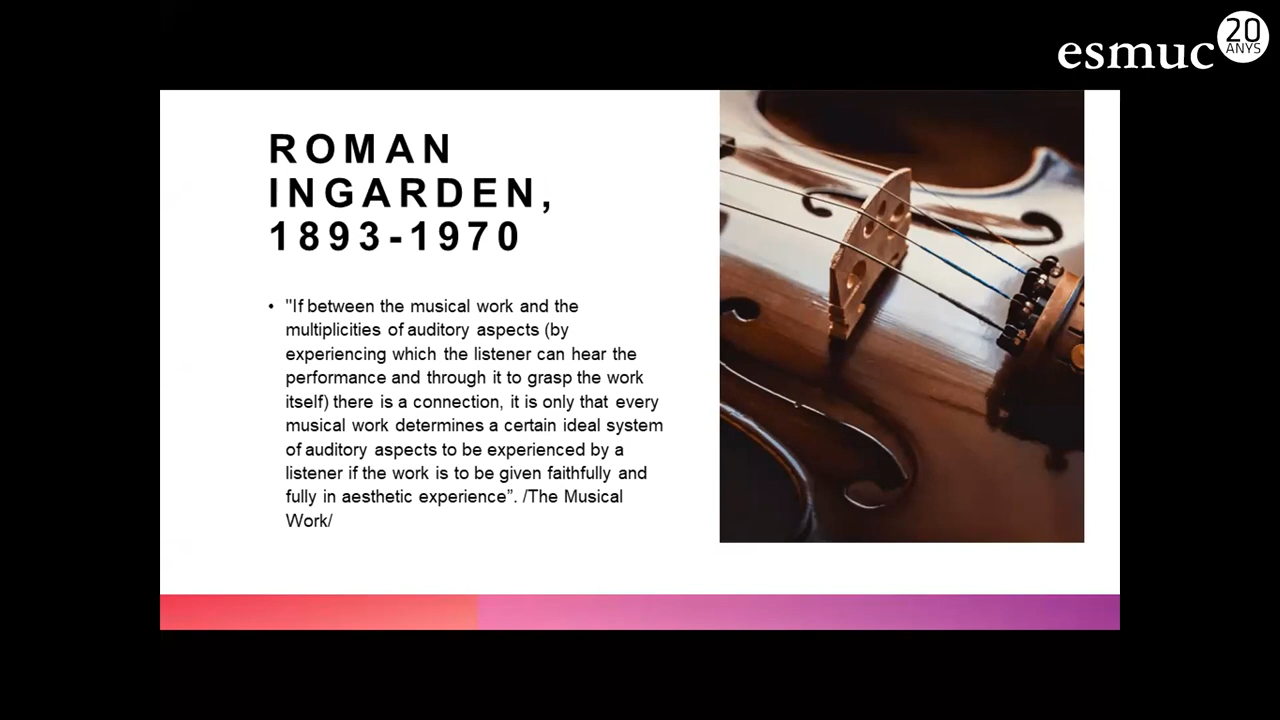 esmuc
20
ANYS
ROMAN
INGARDEN,
1893-1970
• "If between the musical work and the
multiplicities of auditory aspects (by
experiencing which the listener can hear the
performance and through it to grasp the work
itself) there is a connection, it is only that every
musical work determines a certain ideal system
of auditory aspects to be experienced by a
listener if the work is to be given faithfully and
fully in aesthetic experience”. /The Musical
Work/